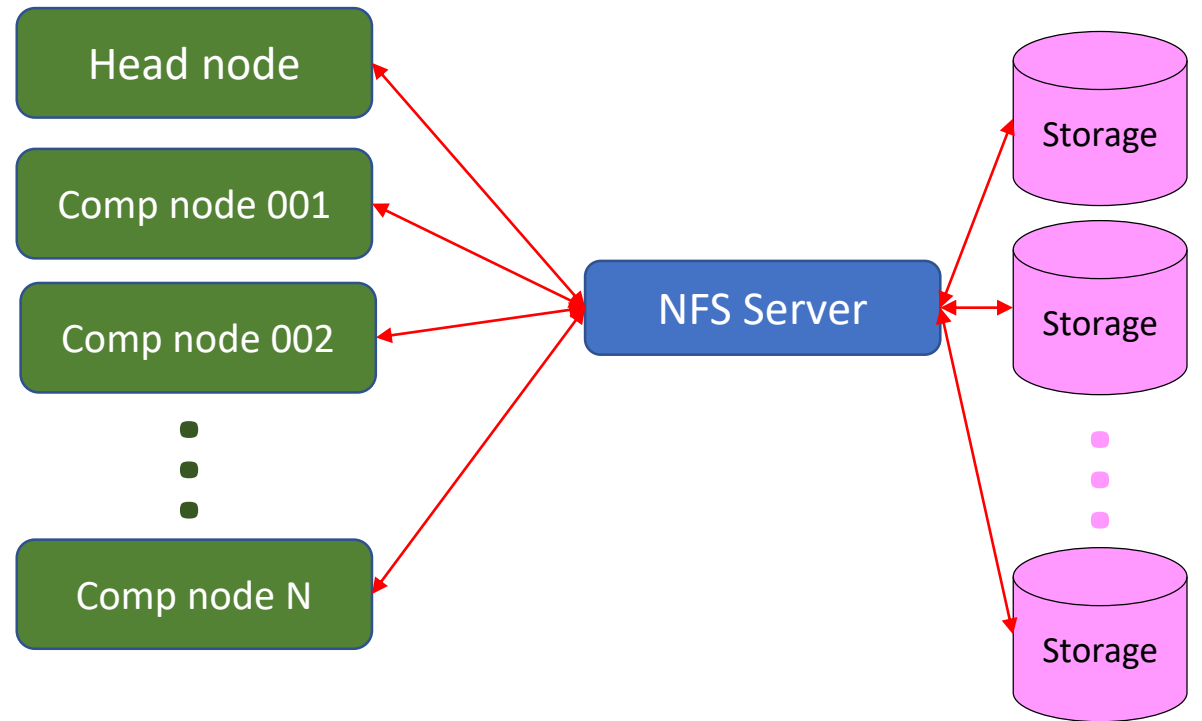 Head node
Comp node 001
Comp node 002
Comp node N
NFS Server
Storage
Storage
Storage